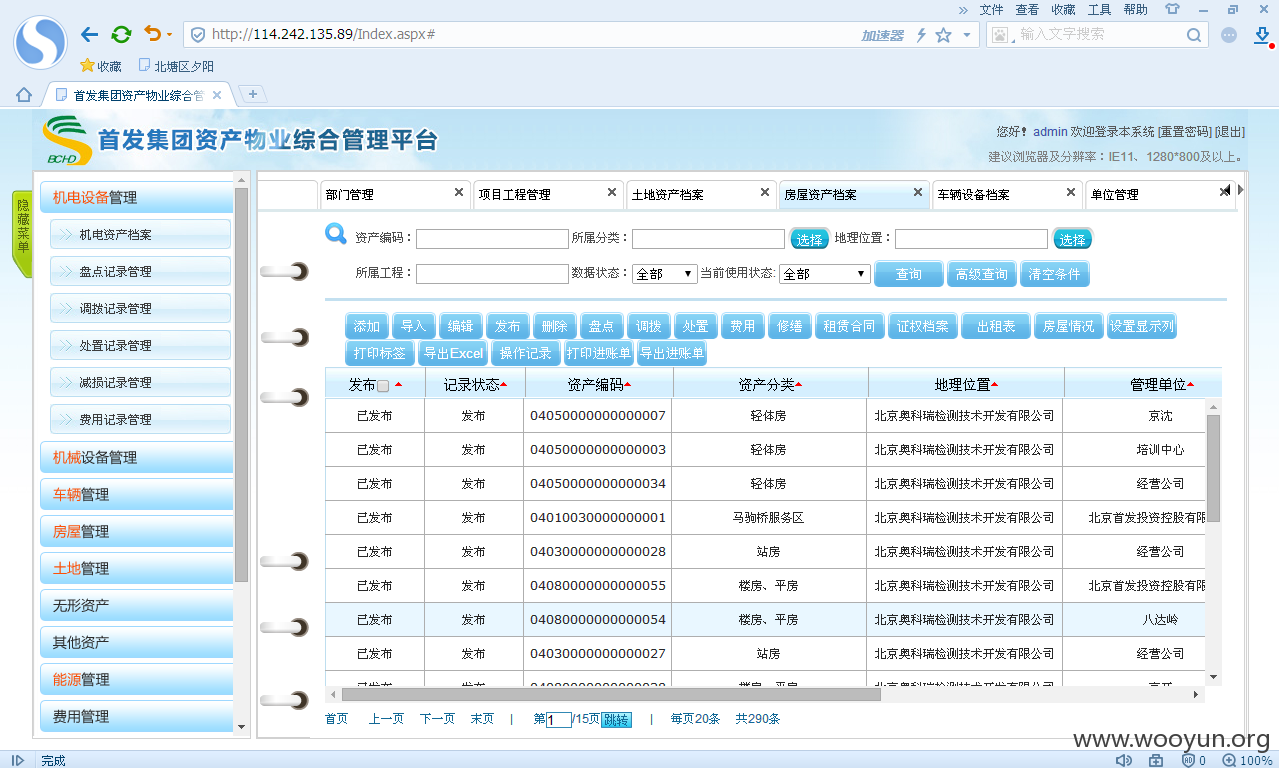 » 文件 查看 收藏 工具 帮助
http://114.242.135.89/Index.aspx# 加速器 输入文字搜索
收藏 北塘区夕阳
首发集团资产物业综合管
首发集团资产物业综合管理平台
BCHD
您好! admin 欢迎登录本系统 [重置密码] [退出]
建议浏览器及分辨率：IE11、1280*800及以上。
隐藏菜单
机电设备管理
机电资产档案
盘点记录管理
调拨记录管理
处置记录管理
减损记录管理
费用记录管理
机械设备管理
车辆管理
房屋管理
土地管理
无形资产
其他资产
能源管理
费用管理
部门管理 项目工程管理 土地资产档案 房屋资产档案 车辆设备档案 单位管理
资产编码： 所属分类： 选择 地理位置： 选择
所属工程： 数据状态： 全部 当前使用状态: 全部 查询 高级查询 清空条件
添加 导入 编辑 发布 删除 盘点 调拨 处置 费用 修缮 租赁合同 证权档案 出租表 房屋情况 设置显示列
打印标签 导出Excel 操作记录 打印进账单 导出进账单
发布 记录状态 资产编码 资产分类 地理位置 管理单位
已发布 发布 04050000000000007 轻体房 北京奥科瑞检测技术开发有限公司 京沈
已发布 发布 04050000000000003 轻体房 北京奥科瑞检测技术开发有限公司 培训中心
已发布 发布 04050000000000034 轻体房 北京奥科瑞检测技术开发有限公司 经营公司
已发布 发布 04010030000000001 马驹桥服务区 北京奥科瑞检测技术开发有限公司 北京首发投资控股有限
已发布 发布 04030000000000028 站房 北京奥科瑞检测技术开发有限公司 经营公司
已发布 发布 04080000000000055 楼房、平房 北京奥科瑞检测技术开发有限公司 北京首发投资控股有限
已发布 发布 04080000000000054 楼房、平房 北京奥科瑞检测技术开发有限公司 八达岭
已发布 发布 04030000000000027 站房 北京奥科瑞检测技术开发有限公司 经营公司
首页 上一页 下一页 末页 | 第1/15页 跳转 | 每页20条 共290条
www.wooyun.org
完成 0 100%